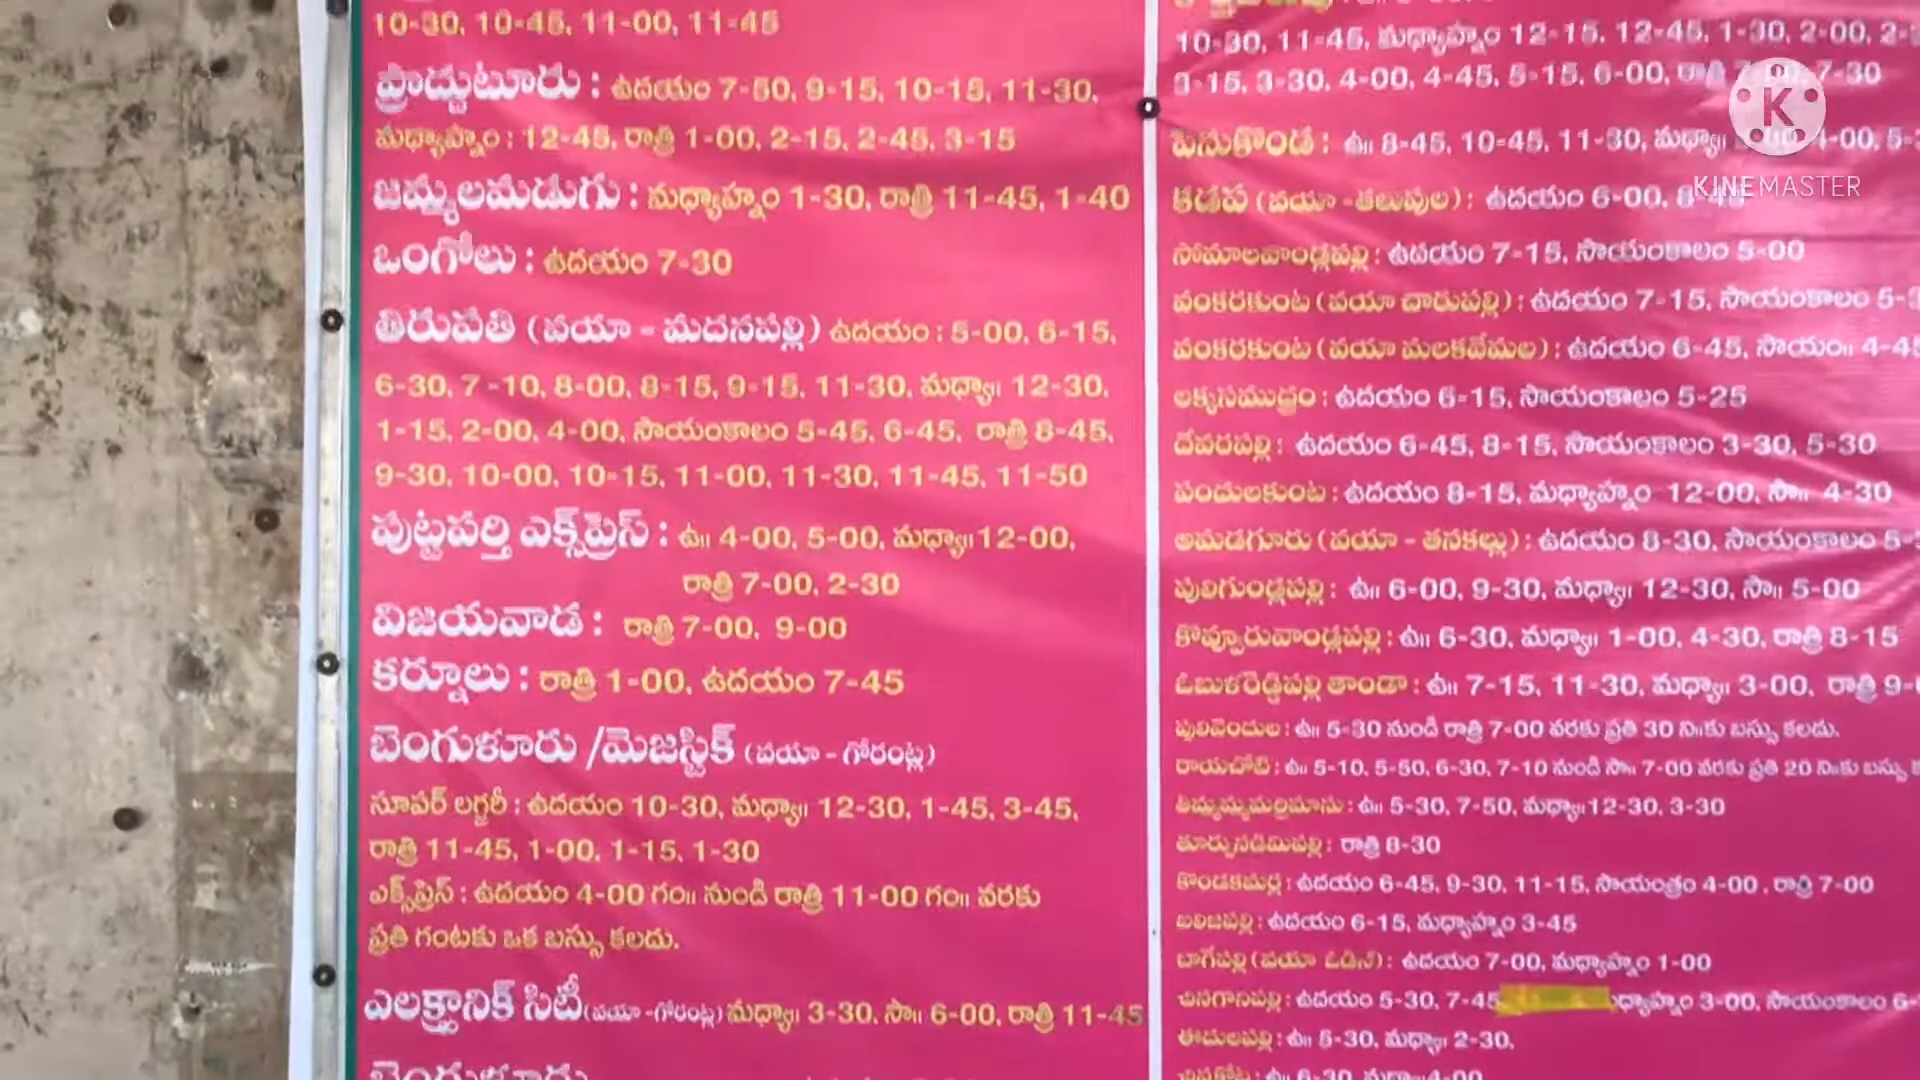 10-30, 10-45, 11-00, 11-45
ప్రొద్దుటూరు : ఉదయం 7-50, 9-15, 10-15, 11-30,
మధ్యాహ్నం : 12-45, రాత్రి 1-00, 2-15, 2-45, 3-15
జమ్మలమడుగు : మధ్యాహ్నం 1-30, రాత్రి 11-45, 1-40
ఒంగోలు : ఉదయం 7-30
తిరుపతి (వయా - మదనపల్లి) ఉదయం : 5-00, 6-15,
6-30, 7-10, 8-00, 8-15, 9-15, 11-30, మధ్యా॥ 12-30,
1-15, 2-00, 4-00, సాయంకాలం 5-45, 6-45, రాత్రి 8-45,
9-30, 10-00, 10-15, 11-00, 11-30, 11-45, 11-50
పుట్టపర్తి ఎక్స్‌ప్రెస్ : ఉ॥ 4-00, 5-00, మధ్యా॥ 12-00,
రాత్రి 7-00, 2-30
విజయవాడ : రాత్రి 7-00, 9-00
కర్నూలు : రాత్రి 1-00, ఉదయం 7-45
బెంగుళూరు /మెజస్టిక్ (వయా - గోరంట్ల)
సూపర్ లగ్జరీ : ఉదయం 10-30, మధ్యా॥ 12-30, 1-45, 3-45,
రాత్రి 11-45, 1-00, 1-15, 1-30
ఎక్స్‌ప్రెస్ : ఉదయం 4-00 గం॥ నుండి రాత్రి 11-00 గం॥ వరకు
ప్రతి గంటకు ఒక బస్సు కలదు.
ఎలక్ట్రానిక్ సిటీ (వయా -గోరంట్ల) మధ్యా॥ 3-30, సా॥ 6-00, రాత్రి 11-45
బెంగుళూరు
10-30, 11-45, మధ్యాహ్నం 12-15, 12-45, 1-30, 2-00,
3-15, 3-30, 4-00, 4-45, 5-15, 6-00, రాత్రి 7-30
పెనుకొండ : ఉ॥ 8-45, 10-45, 11-30, మధ్యా॥
కడప (వయా -తలుపుల) : ఉదయం 6-00, 8-45
సోమాలవాండ్లపల్లి : ఉదయం 7-15, సాయంకాలం 5-00
వంకరకుంట (వయా చారుపల్లి) : ఉదయం 7-15, సాయంకాలం
వంకరకుంట (వయా మలకవేముల) : ఉదయం 6-45, సాయం॥ 4-45
లక్కసముద్రం : ఉదయం 6-15, సాయంకాలం 5-25
దేవరపల్లి : ఉదయం 6-45, 8-15, సాయంకాలం 3-30, 5-30
పందులకుంట : ఉదయం 8-15, మధ్యాహ్నం 12-00, సా॥ 4-30
అమడగూరు (వయా - తనకల్లు) : ఉదయం 8-30, సాయంకాలం
పులిగుండ్లపల్లి : ఉ॥ 6-00, 9-30, మధ్యా॥ 12-30, సా॥ 5-00
కొవ్వూరువాండ్లపల్లి : ఉ॥ 6-30, మధ్యా॥ 1-00, 4-30, రాత్రి 8-15
ఓబుళరెడ్డిపల్లి తాండా : ఉ॥ 7-15, 11-30, మధ్యా॥ 3-00, రాత్రి
పులివెందుల : ఉ॥ 5-30 నుండి రాత్రి 7-00 వరకు ప్రతి 30 ని॥కు బస్సు కలదు.
రాయచోటి : ఉ॥ 5-10, 5-50, 6-30, 7-10 నుండి సా॥ 7-00 వరకు ప్రతి 20 ని॥కు బస్సు
తిమ్మమ్మమర్రిమాను : ఉ॥ 5-30, 7-50, మధ్యా॥ 12-30, 3-30
తూర్పునడిమిపల్లి : రాత్రి 8-30
కొండకమర్ల : ఉదయం 6-45, 9-30, 11-15, సాయంత్రం 4-00, రాత్రి 7-00
బలిజపల్లి : ఉదయం 6-15, మధ్యాహ్నం 3-45
బాగేపల్లి (వయా ఓడిసి) : ఉదయం 7-00, మధ్యాహ్నం 1-00
చినగానిపల్లి : ఉదయం 5-30, 7-45 మధ్యాహ్నం 3-00, సాయంకాలం
ఈదులపల్లి : ఉ॥ 5-30, మధ్యా॥ 2-30,
ఉ॥ 6-30, మధ్యా॥ 4-00
KINEMASTER